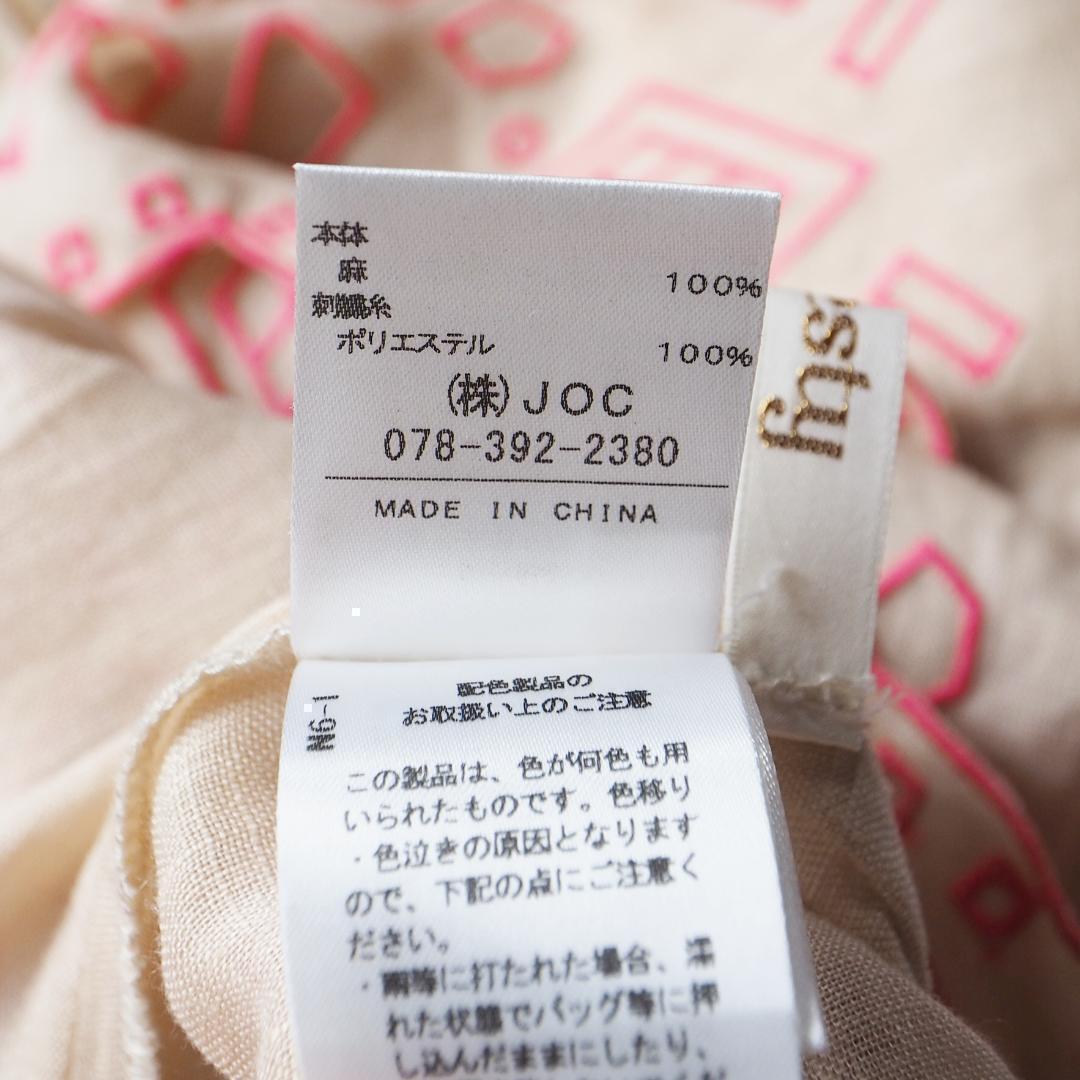 本体
麻 100%
刺繍糸
ポリエステル 100%
(株)JOC
078-392-2380
MADE IN CHINA
sty
配色製品の
お取扱い上のご注意
この製品は、色が何色も用
いられたものです。色移り
・色泣きの原因となります
ので、下記の点にご注意く
ださい。
・雨等に打たれた場合、濡
れた状態でバッグ等に押
し込んだままにしたり、